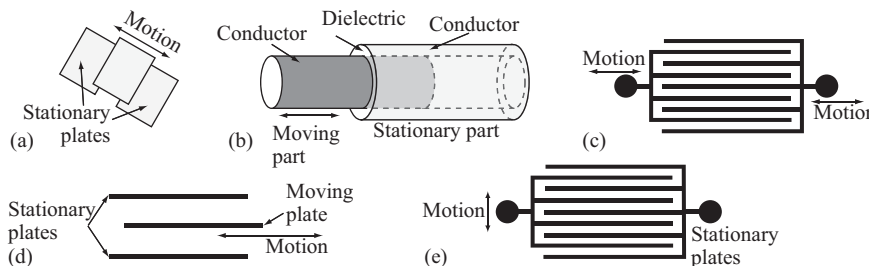 Motion
Stationary
plates
(a)
Dielectric
Conductor
Conductor
Moving
part
Stationary part
(b)
Motion
Motion
(c)
Stationary
plates
Moving
plate
Motion
(d)
Motion
Stationary
plates
(e)